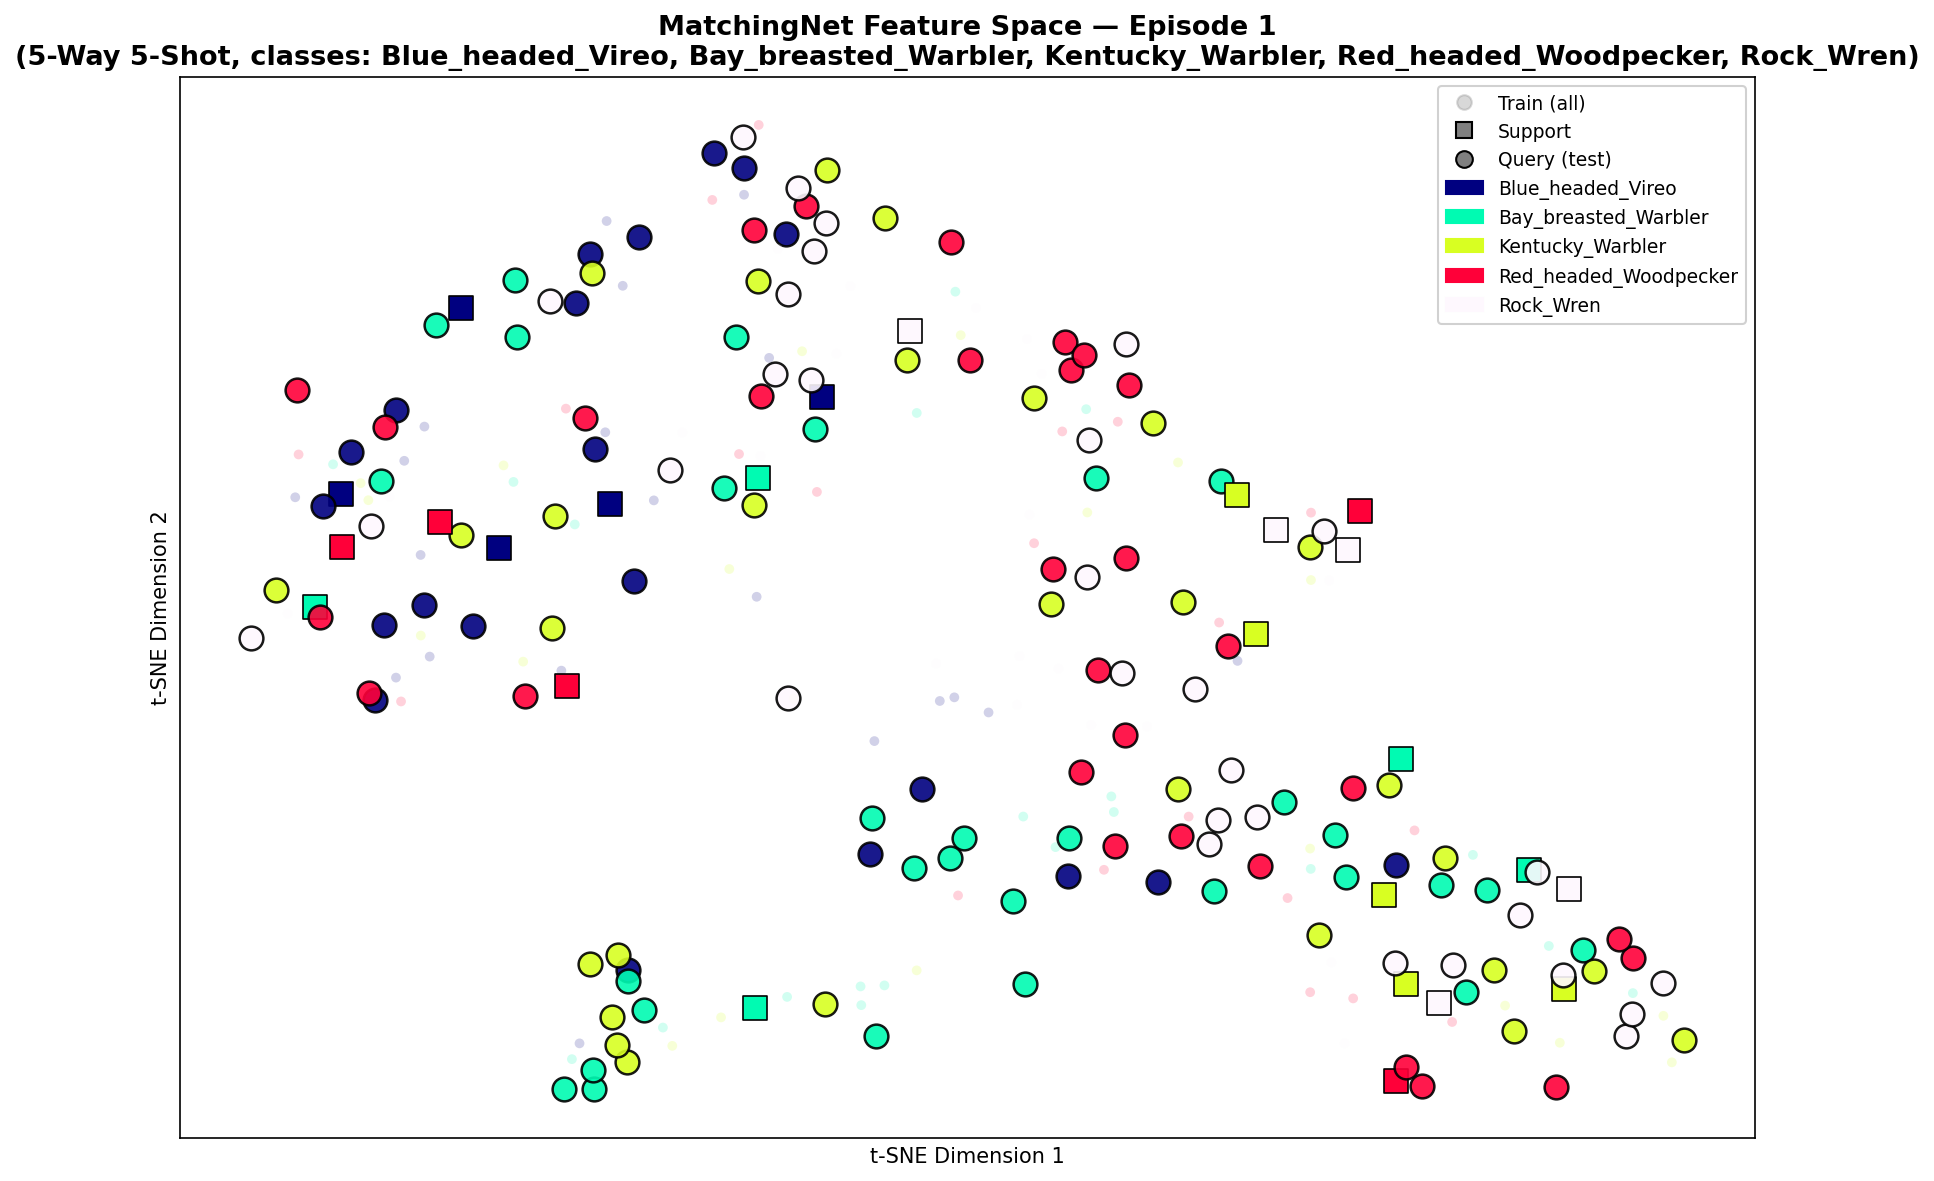 MatchingNet Feature Space — Episode 1
(5-Way 5-Shot, classes: Blue_headed_Vireo, Bay_breasted_Warbler, Kentucky_Warbler, Red_headed_Woodpecker, Rock_Wren)
Train (all)
Support
Query (test)
Blue_headed_Vireo
Bay_breasted_Warbler
Kentucky_Warbler
Red_headed_Woodpecker
Rock_Wren
t-SNE Dimension 2
t-SNE Dimension 1